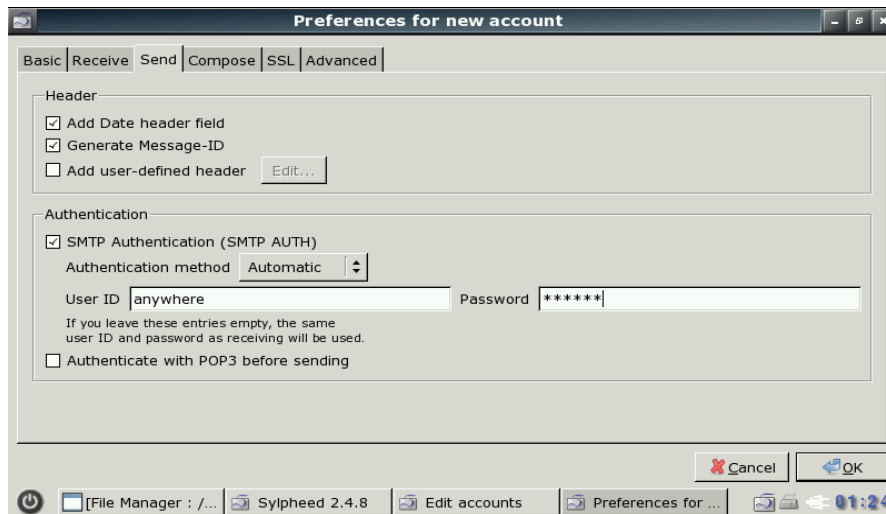 Preferences for new account
Basic Receive Send Compose SSL Advanced
Header
Add Date header field
Generate Message-ID
Add user-defined header Edit...
Authentication
SMTP Authentication (SMTP AUTH)
Authentication method Automatic
User ID anywhere Password ******
If you leave these entries empty, the same
user ID and password as receiving will be used.
Authenticate with POP3 before sending
Cancel OK
[File Manager : /... Sylpheed 2.4.8 Edit accounts Preferences for ... 01:24